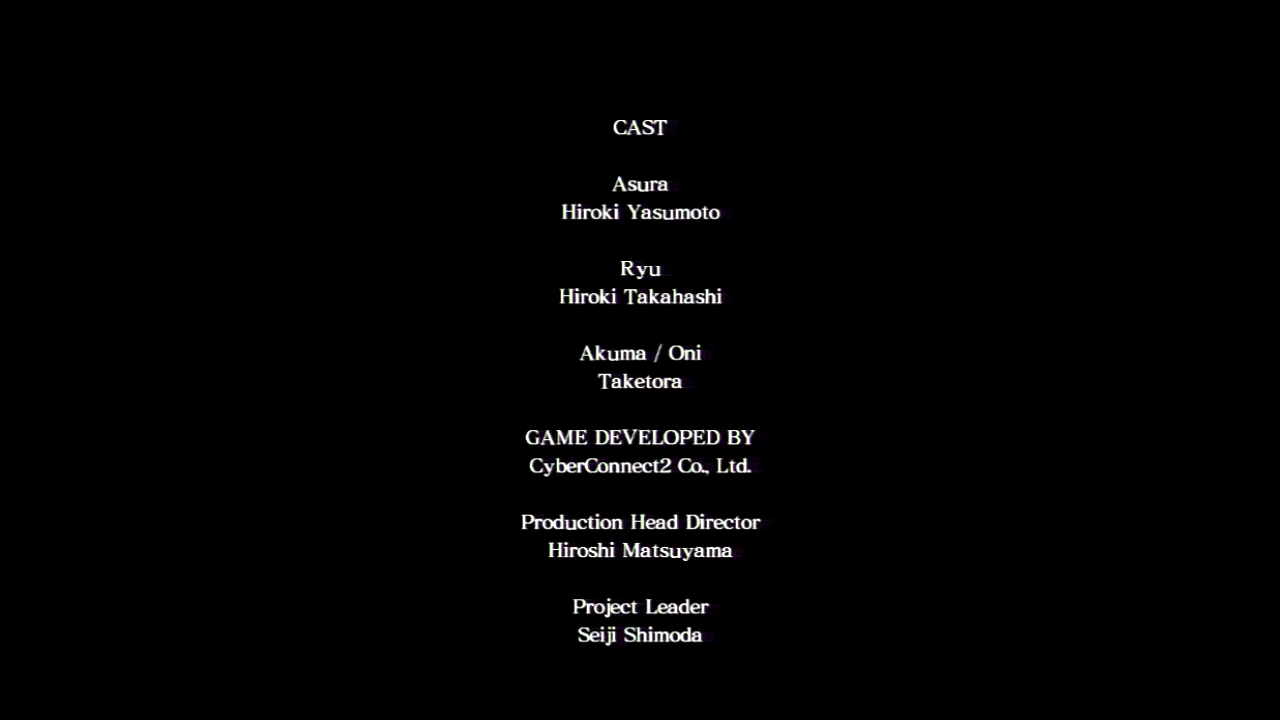 CAST
Asura
Hiroki Yasumoto
Ryu
Hiroki Takahashi
Akuma / Oni
Taketora
GAME DEVELOPED BY
CyberConnect2 Co., Ltd.
Production Head Director
Hiroshi Matsuyama
Project Leader
Seiji Shimoda